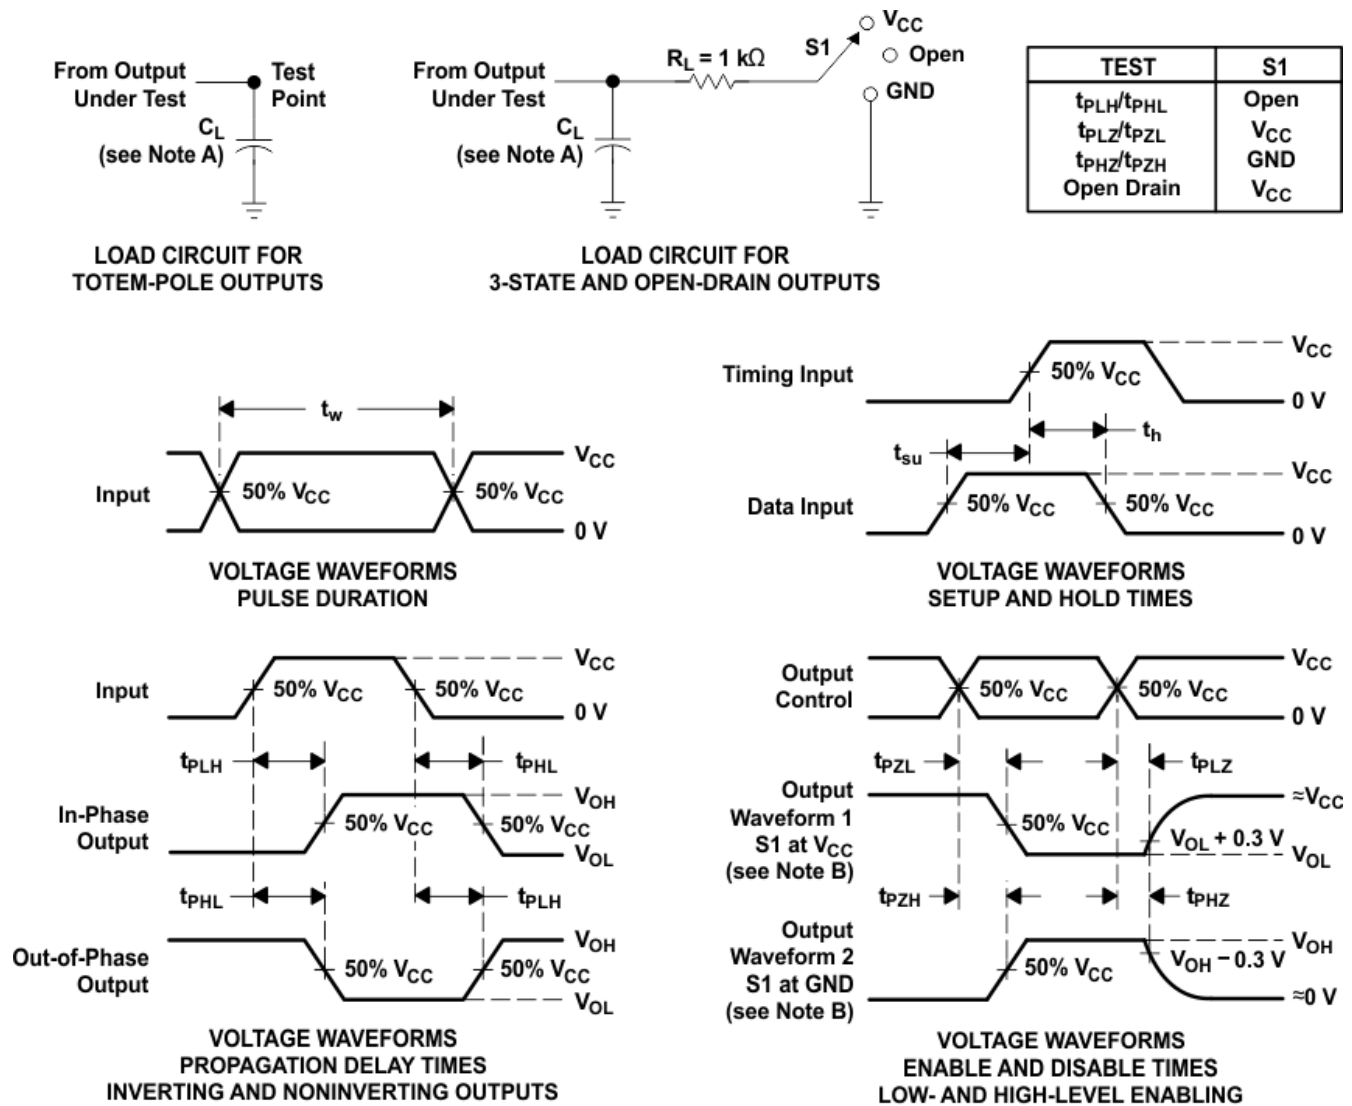 From Output
Under Test
Test
Point
CL
(see Note A)
LOAD CIRCUIT FOR
TOTEM-POLE OUTPUTS
From Output
Under Test
RL = 1 kΩ
S1
VCC
Open
GND
CL
(see Note A)
LOAD CIRCUIT FOR
3-STATE AND OPEN-DRAIN OUTPUTS
TEST S1
tPLH/tPHL Open
tPLZ/tPZL VCC
tPHZ/tPZH GND
Open Drain VCC
tw
Input
50% VCC
50% VCC
VCC
0 V
VOLTAGE WAVEFORMS
PULSE DURATION
Timing Input
50% VCC
VCC
0 V
th
tsu
Data Input
50% VCC
50% VCC
VCC
0 V
VOLTAGE WAVEFORMS
SETUP AND HOLD TIMES
Input
50% VCC
50% VCC
VCC
0 V
tPLH
tPHL
In-Phase
Output
50% VCC
50% VCC
VOH
VOL
tPHL
tPLH
Out-of-Phase
Output
50% VCC
50% VCC
VOH
VOL
VOLTAGE WAVEFORMS
PROPAGATION DELAY TIMES
INVERTING AND NONINVERTING OUTPUTS
Output
Control
50% VCC
50% VCC
VCC
0 V
tPZL
tPLZ
Output
Waveform 1
S1 at VCC
(see Note B)
50% VCC
≈VCC
VOL + 0.3 V
VOL
tPZH
tPHZ
Output
Waveform 2
S1 at GND
(see Note B)
50% VCC
VOH
VOH − 0.3 V
≈0 V
VOLTAGE WAVEFORMS
ENABLE AND DISABLE TIMES
LOW- AND HIGH-LEVEL ENABLING